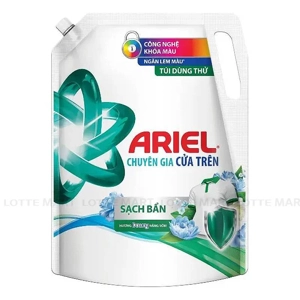 CÔNG NGHỆ
KHÓA MÀU
NGĂN LEM MÀU
TÚI DÙNG THỬ
ARIEL
CHUYÊN GIA CỬA TRÊN
SẠCH BẨN
HƯƠNG
LOTTE MART